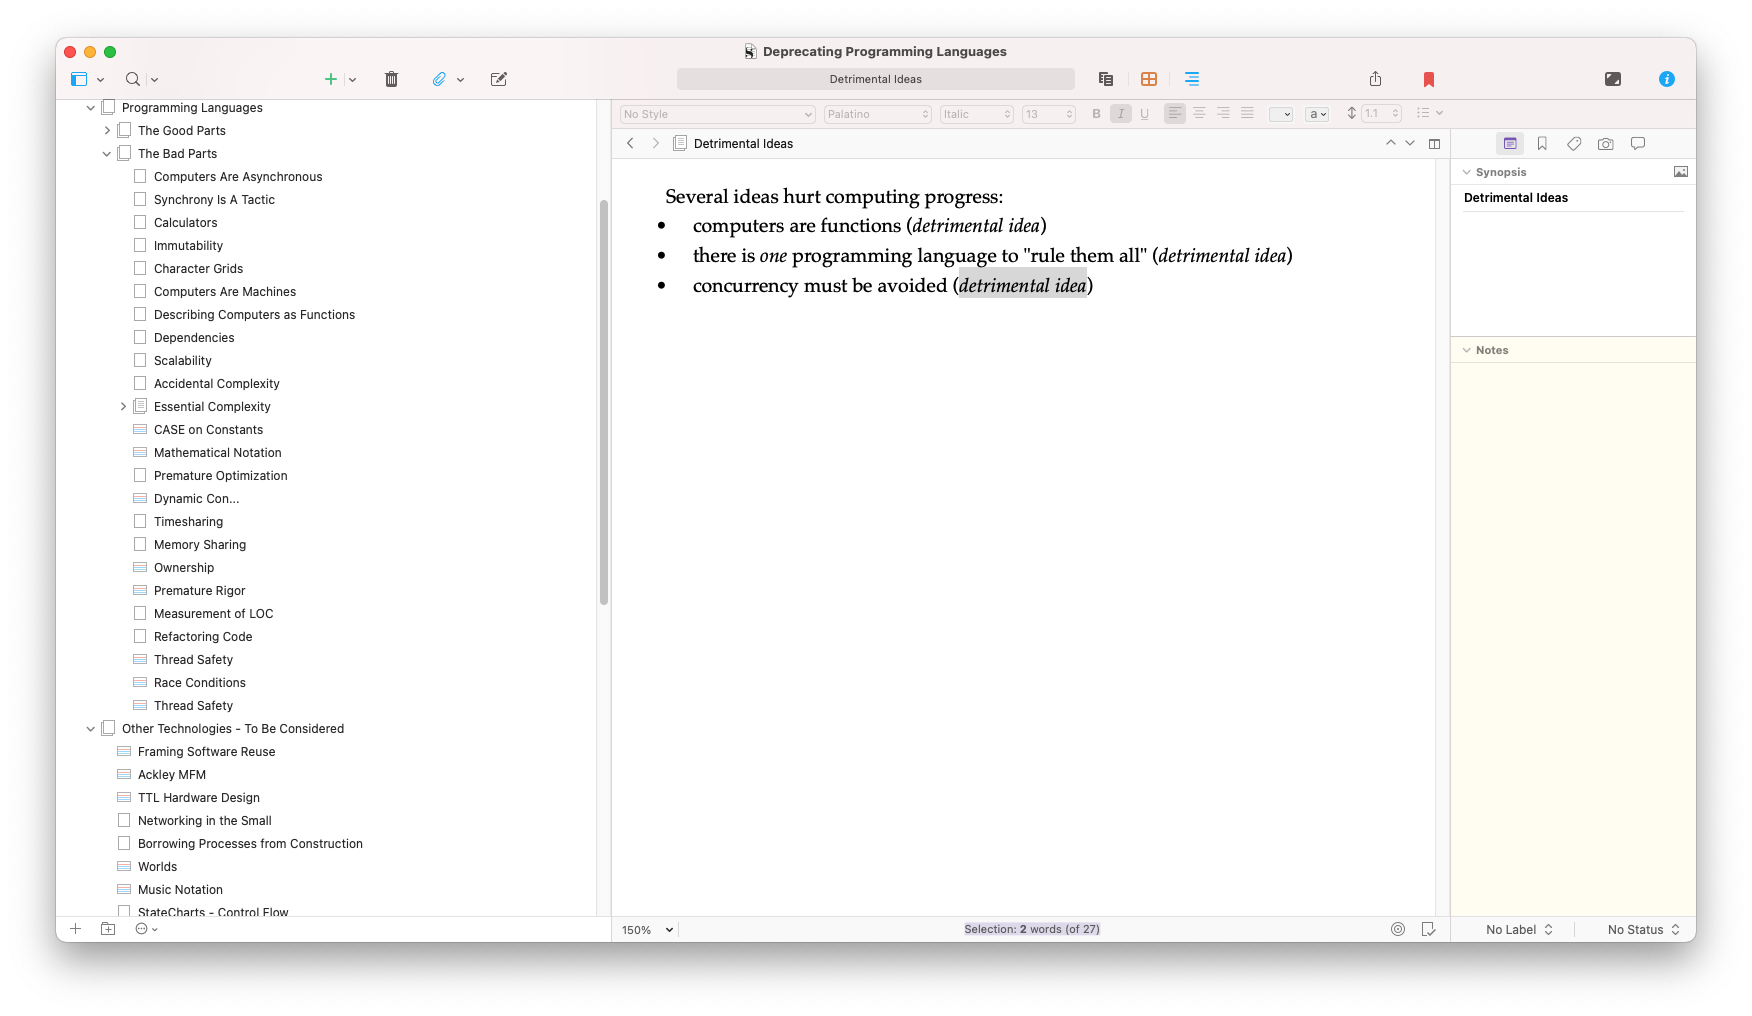 Deprecating Programming Languages
Detrimental Ideas
Programming Languages
The Good Parts
The Bad Parts
Computers Are Asynchronous
Synchrony Is A Tactic
Calculators
Immutability
Character Grids
Computers Are Machines
Describing Computers as Functions
Dependencies
Scalability
Accidental Complexity
Essential Complexity
CASE on Constants
Mathematical Notation
Premature Optimization
Dynamic Con...
Timesharing
Memory Sharing
Ownership
Premature Rigor
Measurement of LOC
Refactoring Code
Thread Safety
Race Conditions
Thread Safety
Other Technologies - To Be Considered
Framing Software Reuse
Ackley MFM
TTL Hardware Design
Networking in the Small
Borrowing Processes from Construction
Worlds
Music Notation
StateCharts - Control Flow
No Style Palatino Italic 13 B I U a 1.1
Detrimental Ideas
Several ideas hurt computing progress:
• computers are functions (detrimental idea)
• there is one programming language to "rule them all" (detrimental idea)
• concurrency must be avoided (detrimental idea)
150% Selection: 2 words (of 27)
Synopsis
Detrimental Ideas
Notes
No Label No Status